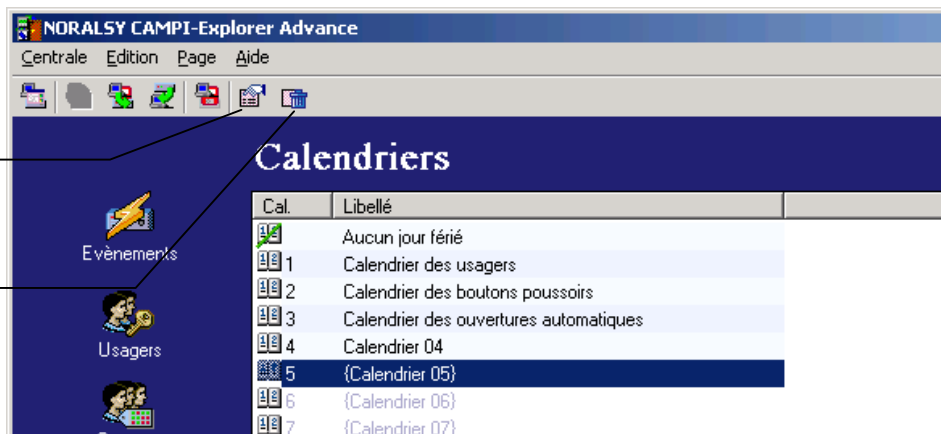 NORALSY CAMPI-Explorer Advance
Centrale Edition Page Aide
Calendriers
Cal. Libellé
Aucun jour férié
1 Calendrier des usagers
2 Calendrier des boutons poussoirs
3 Calendrier des ouvertures automatiques
4 Calendrier 04
5 {Calendrier 05}
6 {Calendrier 06}
7 {Calendrier 07}
Evènements
Usagers